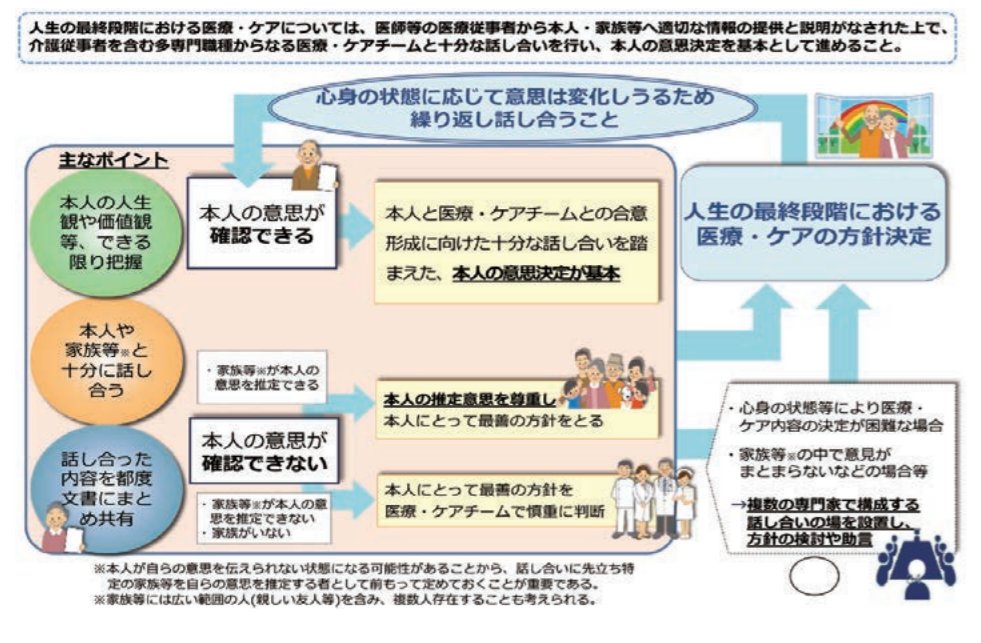 人生の最終段階における医療・ケアについては、医師等の医療従事者から本人・家族等へ適切な情報の提供と説明がなされた上で、
介護従事者を含む多専門職種からなる医療・ケアチームと十分な話し合いを行い、本人の意思決定を基本として進めること。
心身の状態に応じて意思は変化しうるため
繰り返し話し合うこと
主なポイント
本人の人生
観や価値観
等、できる
限り把握
本人や
家族等※と
十分に話し
合う
話し合った
内容を都度
文書にまと
め共有
本人の意思が
確認できる
本人と医療・ケアチームとの合意
形成に向けた十分な話し合いを踏
まえた、本人の意思決定が基本
・家族等※が本人の
意思を推定できる
本人の意思が
確認できない
・家族等※が本人の意
思を推定できない
・家族がいない
本人の推定意思を尊重し
本人にとって最善の方針をとる
本人にとって最善の方針を
医療・ケアチームで慎重に判断
人生の最終段階における
医療・ケアの方針決定
・心身の状態等により医療・
ケア内容の決定が困難な場合
・家族等※の中で意見が
まとまらないなどの場合等
→複数の専門家で構成する
話し合いの場を設置し、
方針の検討や助言
※本人が自らの意思を伝えられない状態になる可能性があることから、話し合いに先立ち特
定の家族等を自らの意思を推定する者として前もって定めておくことが重要である。
※家族等には広い範囲の人(親しい友人等)を含み、複数人存在することも考えられる。